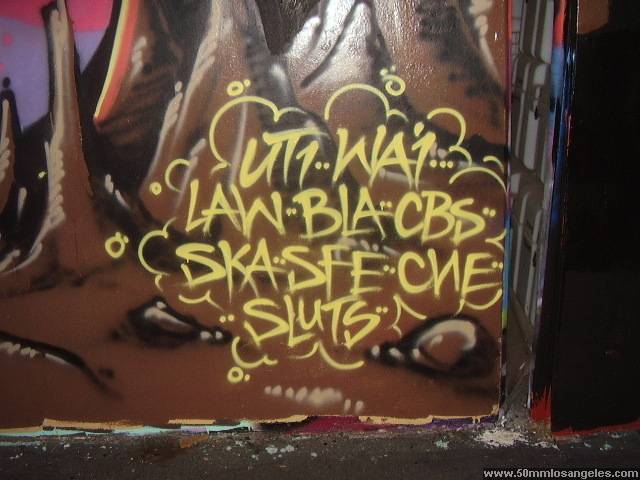 UTI·WAI...
LAW·BLA·CBS·
SKA·SFE·CNE·
··SLUTS··
www.50mmlosangeles.com